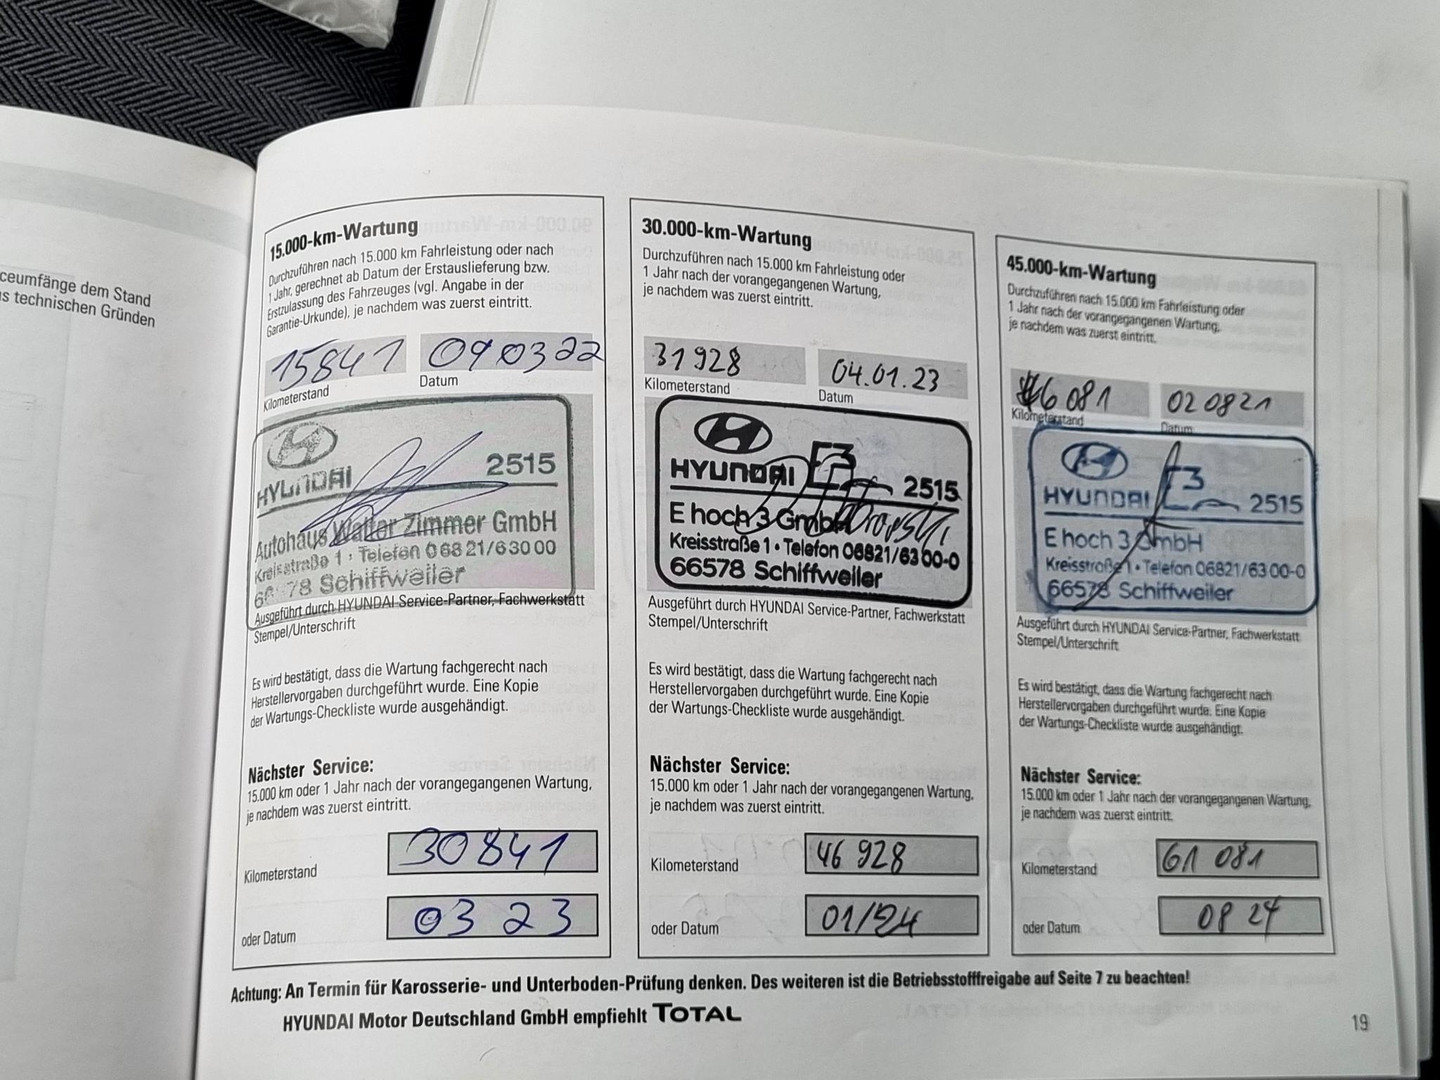 ceumfänge dem Stand
s technischen Gründen
15.000-km-Wartung
Durchzuführen nach 15.000 km Fahrleistung oder nach
1 Jahr, gerechnet ab Datum der Erstauslieferung bzw.
Erstzulassung des Fahrzeuges (vgl. Angabe in der
Garantie-Urkunde), je nachdem was zuerst eintritt.
15841 090322
Kilometerstand Datum
HYUNDAI 2515
Autohaus Walter Zimmer GmbH
Kreisstraße 1 · Telefon 06821/63000
78 Schiffweiler
Ausgeführt durch HYUNDAI Service-Partner, Fachwerkstatt
Stempel/Unterschrift
Es wird bestätigt, dass die Wartung fachgerecht nach
Herstellervorgaben durchgeführt wurde. Eine Kopie
der Wartungs-Checkliste wurde ausgehändigt.
Nächster Service:
15.000 km oder 1 Jahr nach der vorangegangenen Wartung,
je nachdem was zuerst eintritt.
Kilometerstand 30841
oder Datum 03 23
30.000-km-Wartung
Durchzuführen nach 15.000 km Fahrleistung oder
1 Jahr nach der vorangegangenen Wartung,
je nachdem was zuerst eintritt.
31928 04.01.23
Kilometerstand Datum
HYUNDAI E3 2515
E hoch 3 GmbH
Kreisstraße 1 • Telefon 06821/63 00-0
66578 Schiffweiler
Ausgeführt durch HYUNDAI Service-Partner, Fachwerkstatt
Stempel/Unterschrift
Es wird bestätigt, dass die Wartung fachgerecht nach
Herstellervorgaben durchgeführt wurde. Eine Kopie
der Wartungs-Checkliste wurde ausgehändigt.
Nächster Service:
15.000 km oder 1 Jahr nach der vorangegangenen Wartung,
je nachdem was zuerst eintritt.
Kilometerstand 46 928
oder Datum 01/24
45.000-km-Wartung
Durchzuführen nach 15.000 km Fahrleistung oder
1 Jahr nach der vorangegangenen Wartung,
je nachdem was zuerst eintritt.
46 081 020821
Kilometerstand Datum
HYUNDAI E3 2515
E hoch 3 GmbH
Kreisstraße 1 • Telefon 06821/63 00-0
66578 Schiffweiler
Ausgeführt durch HYUNDAI Service-Partner, Fachwerkstatt
Stempel/Unterschrift
Es wird bestätigt, dass die Wartung fachgerecht nach
Herstellervorgaben durchgeführt wurde. Eine Kopie
der Wartungs-Checkliste wurde ausgehändigt.
Nächster Service:
15.000 km oder 1 Jahr nach der vorangegangenen Wartung,
je nachdem was zuerst eintritt.
Kilometerstand 61 081
oder Datum 08 24
Achtung: An Termin für Karosserie- und Unterboden-Prüfung denken. Des weiteren ist die Betriebsstofffreigabe auf Seite 7 zu beachten!
HYUNDAI Motor Deutschland GmbH empfiehlt TOTAL
19